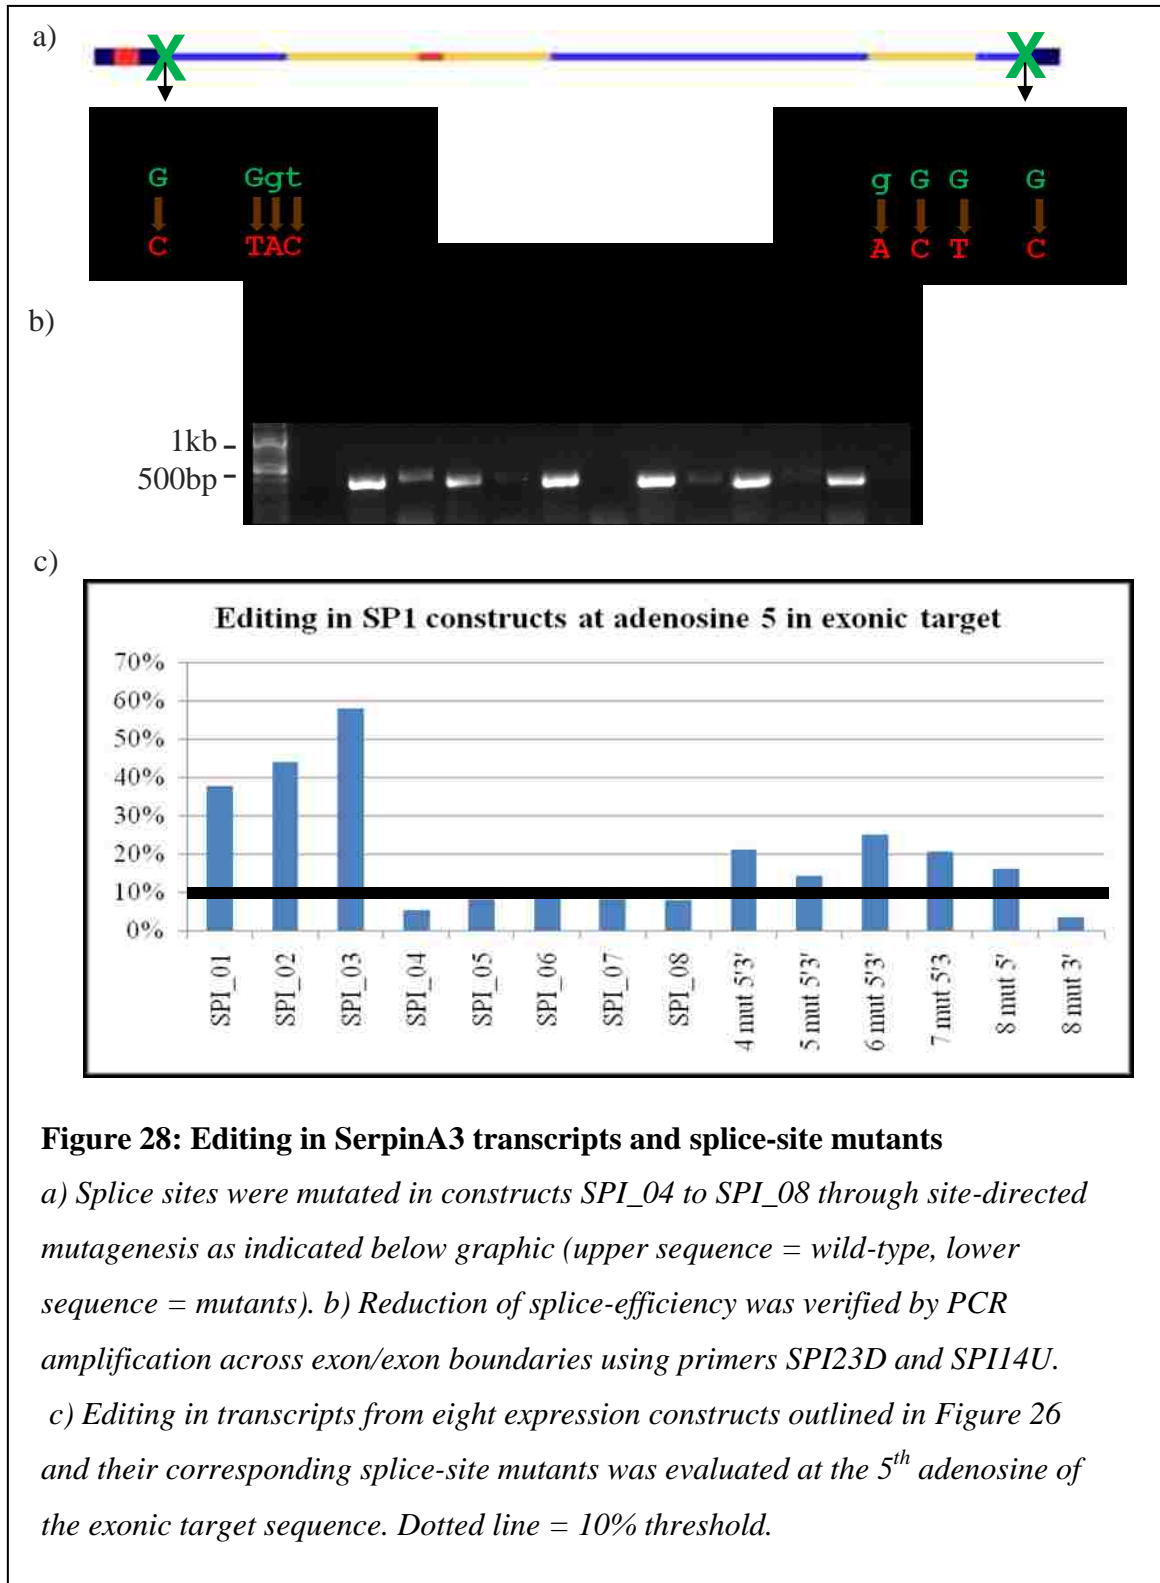 a)
X X
G Ggt g G G G
C TAC A C T C
b)
1kb
500bp
c)
Editing in SP1 constructs at adenosine 5 in exonic target
70%
60%
50%
40%
30%
20%
10%
0%
SPI_01
SPI_02
SPI_03
SPI_04
SPI_05
SPI_06
SPI_07
SPI_08
4 mut 5'3'
5 mut 5'3'
6 mut 5'3'
7 mut 5'3
8 mut 5'
8 mut 3'
Figure 28: Editing in SerpinA3 transcripts and splice-site mutants
a) Splice sites were mutated in constructs SPI_04 to SPI_08 through site-directed
mutagenesis as indicated below graphic (upper sequence = wild-type, lower
sequence = mutants). b) Reduction of splice-efficiency was verified by PCR
amplification across exon/exon boundaries using primers SPI23D and SPI14U.
c) Editing in transcripts from eight expression constructs outlined in Figure 26
and their corresponding splice-site mutants was evaluated at the 5th adenosine of
the exonic target sequence. Dotted line = 10% threshold.